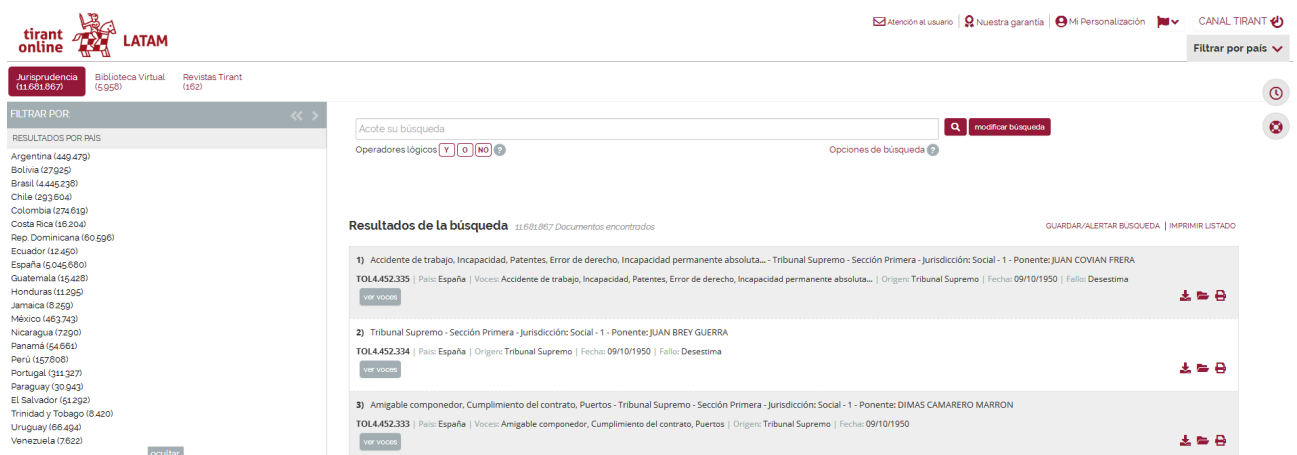 tirant
online
LATAM
Atención al usuario | Nuestra garantía | Mi Personalización CANAL TIRANT
Filtrar por país
Jurisprudencia
(11.681.867)
Biblioteca Virtual
(5.958)
Revistas Tirant
(162)
FILTRAR POR:
RESULTADOS POR PAÍS
Argentina (449.479)
Bolivia (27.925)
Brasil (4.445.238)
Chile (293.604)
Colombia (274.619)
Costa Rica (16.204)
Rep. Dominicana (60.596)
Ecuador (12.450)
España (5.045.680)
Guatemala (15.428)
Honduras (11.295)
Jamaica (8.259)
México (463.743)
Nicaragua (7.290)
Panamá (54.661)
Perú (157.808)
Portugal (311.327)
Paraguay (30.943)
El Salvador (51.292)
Trinidad y Tobago (8.420)
Uruguay (66.494)
Venezuela (7.622)
ocultar
Acote su búsqueda
modificar búsqueda
Operadores lógicos Y O NO ?
Opciones de búsqueda ?
Resultados de la búsqueda 11.681.867 Documentos encontrados
GUARDAR/ALERTAR BÚSQUEDA | IMPRIMIR LISTADO
1) Accidente de trabajo, Incapacidad, Patentes, Error de derecho, Incapacidad permanente absoluta... - Tribunal Supremo - Sección Primera - Jurisdicción: Social - 1 - Ponente: JUAN COVIAN FRERA
TOL4.452.335 | País: España | Voces: Accidente de trabajo, Incapacidad, Patentes, Error de derecho, Incapacidad permanente absoluta... | Origen: Tribunal Supremo | Fecha: 09/10/1950 | Fallo: Desestima
ver voces
2) Tribunal Supremo - Sección Primera - Jurisdicción: Social - 1 - Ponente: JUAN BREY GUERRA
TOL4.452.334 | País: España | Origen: Tribunal Supremo | Fecha: 09/10/1950 | Fallo: Desestima
ver voces
3) Amigable componedor, Cumplimiento del contrato, Puertos - Tribunal Supremo - Sección Primera - Jurisdicción: Social - 1 - Ponente: DIMAS CAMARERO MARRON
TOL4.452.333 | País: España | Voces: Amigable componedor, Cumplimiento del contrato, Puertos | Origen: Tribunal Supremo | Fecha: 09/10/1950
ver voces